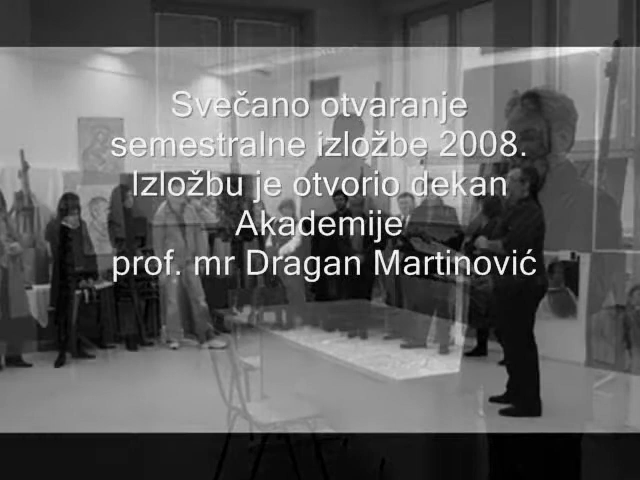 Svečano otvaranje
semestralne izložbe 2008.
Izložbu je otvorio dekan
Akademije
prof. mr Dragan Martinović